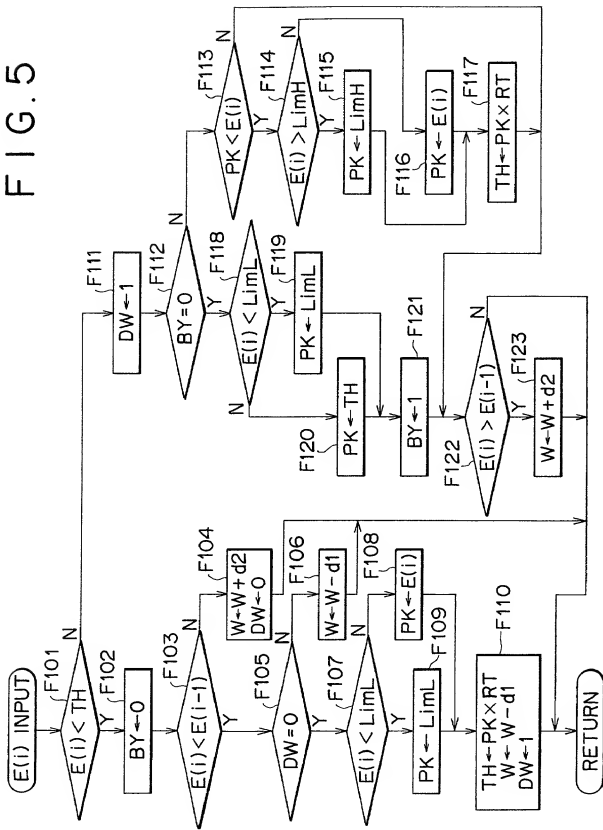 FIG. 5
E(i) INPUT
F101
E(i)<TH
N
Y
F102
BY←0
F103
E(i)<E(i-1)
N
Y
F104
W←W+d2
DW←0
F105
DW=0
N
Y
F106
W←W-d1
F107
E(i)<LimL
N
Y
F108
PK←E(i)
F109
PK←LimL
F110
TH←PK×RT
W←W-d1
DW←1
RETURN
F111
DW←1
F112
BY=0
N
Y
F113
PK<E(i)
N
Y
F114
E(i)>LimH
N
Y
F115
PK←LimH
F116
PK←E(i)
F117
TH←PK×RT
F118
E(i)<LimL
N
Y
F119
PK←LimL
F120
PK←TH
F121
BY←1
F122
E(i)>E(i-1)
N
Y
F123
W←W+d2